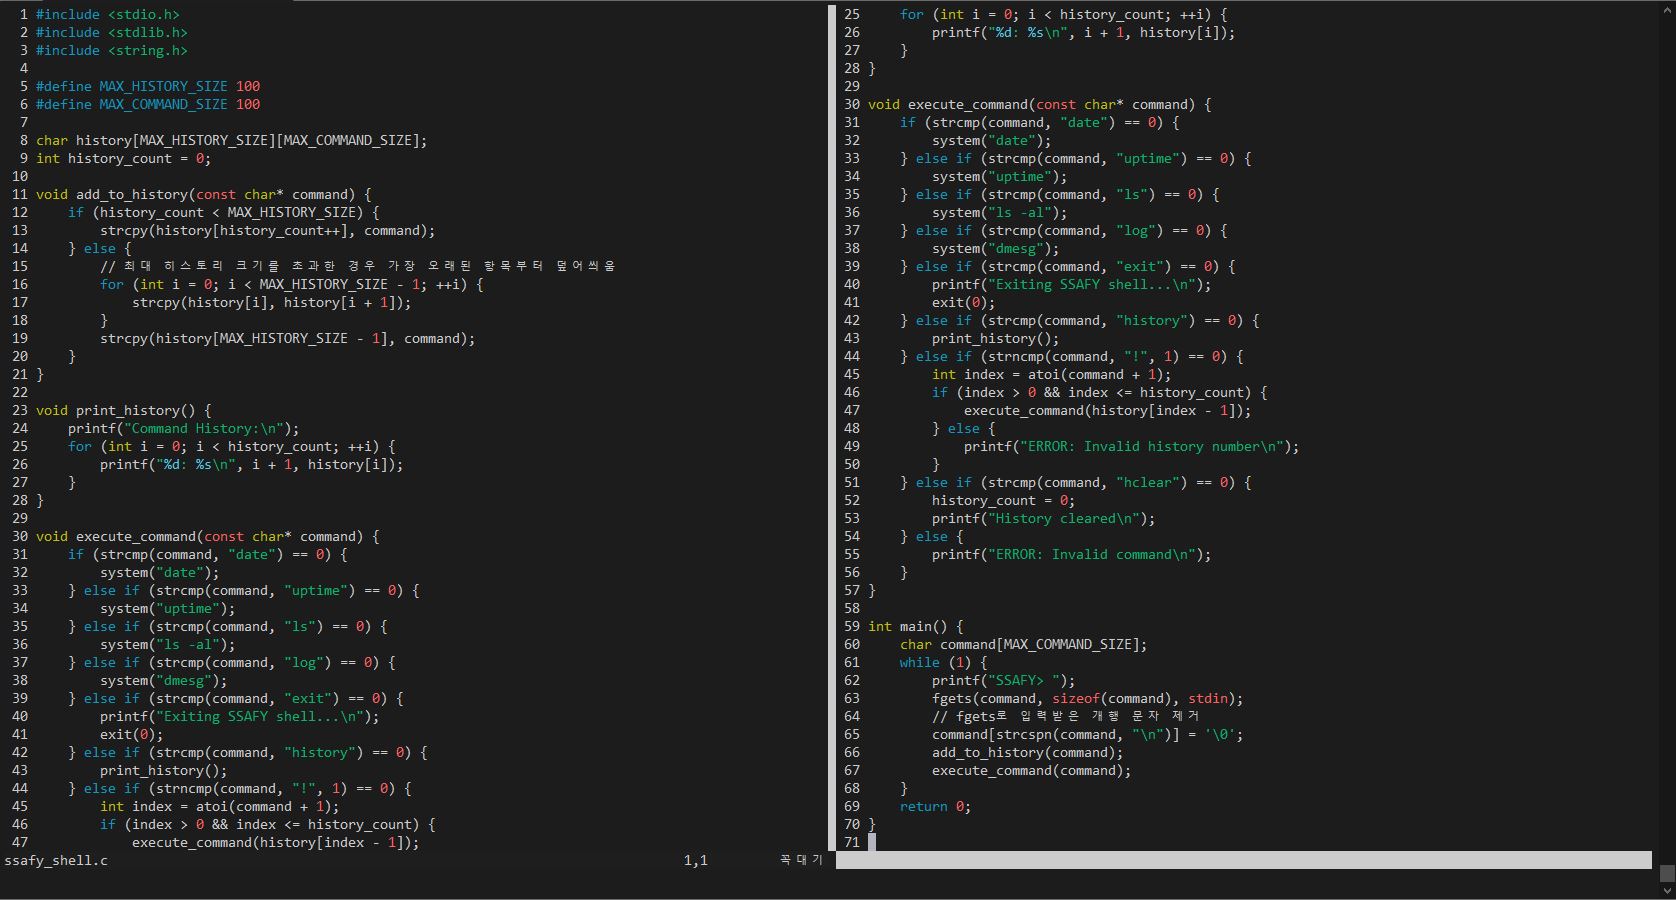 1 #include <stdio.h>
2 #include <stdlib.h>
3 #include <string.h>
4
5 #define MAX_HISTORY_SIZE 100
6 #define MAX_COMMAND_SIZE 100
7
8 char history[MAX_HISTORY_SIZE][MAX_COMMAND_SIZE];
9 int history_count = 0;
10
11 void add_to_history(const char* command) {
12     if (history_count < MAX_HISTORY_SIZE) {
13         strcpy(history[history_count++], command);
14     } else {
15         // 최대 히스토리 크기를 초과한 경우 가장 오래된 항목부터 덮어씌움
16         for (int i = 0; i < MAX_HISTORY_SIZE - 1; ++i) {
17             strcpy(history[i], history[i + 1]);
18         }
19         strcpy(history[MAX_HISTORY_SIZE - 1], command);
20     }
21 }
22
23 void print_history() {
24     printf("Command History:\n");
25     for (int i = 0; i < history_count; ++i) {
26         printf("%d: %s\n", i + 1, history[i]);
27     }
28 }
29
30 void execute_command(const char* command) {
31     if (strcmp(command, "date") == 0) {
32         system("date");
33     } else if (strcmp(command, "uptime") == 0) {
34         system("uptime");
35     } else if (strcmp(command, "ls") == 0) {
36         system("ls -al");
37     } else if (strcmp(command, "log") == 0) {
38         system("dmesg");
39     } else if (strcmp(command, "exit") == 0) {
40         printf("Exiting SSAFY shell...\n");
41         exit(0);
42     } else if (strcmp(command, "history") == 0) {
43         print_history();
44     } else if (strncmp(command, "!", 1) == 0) {
45         int index = atoi(command + 1);
46         if (index > 0 && index <= history_count) {
47             execute_command(history[index - 1]);
ssafy_shell.c 1,1 꼭대기
25     for (int i = 0; i < history_count; ++i) {
26         printf("%d: %s\n", i + 1, history[i]);
27     }
28 }
29
30 void execute_command(const char* command) {
31     if (strcmp(command, "date") == 0) {
32         system("date");
33     } else if (strcmp(command, "uptime") == 0) {
34         system("uptime");
35     } else if (strcmp(command, "ls") == 0) {
36         system("ls -al");
37     } else if (strcmp(command, "log") == 0) {
38         system("dmesg");
39     } else if (strcmp(command, "exit") == 0) {
40         printf("Exiting SSAFY shell...\n");
41         exit(0);
42     } else if (strcmp(command, "history") == 0) {
43         print_history();
44     } else if (strncmp(command, "!", 1) == 0) {
45         int index = atoi(command + 1);
46         if (index > 0 && index <= history_count) {
47             execute_command(history[index - 1]);
48         } else {
49             printf("ERROR: Invalid history number\n");
50         }
51     } else if (strcmp(command, "hclear") == 0) {
52         history_count = 0;
53         printf("History cleared\n");
54     } else {
55         printf("ERROR: Invalid command\n");
56     }
57 }
58
59 int main() {
60     char command[MAX_COMMAND_SIZE];
61     while (1) {
62         printf("SSAFY> ");
63         fgets(command, sizeof(command), stdin);
64         // fgets로 입력받은 개행 문자 제거
65         command[strcspn(command, "\n")] = '\0';
66         add_to_history(command);
67         execute_command(command);
68     }
69     return 0;
70 }
71